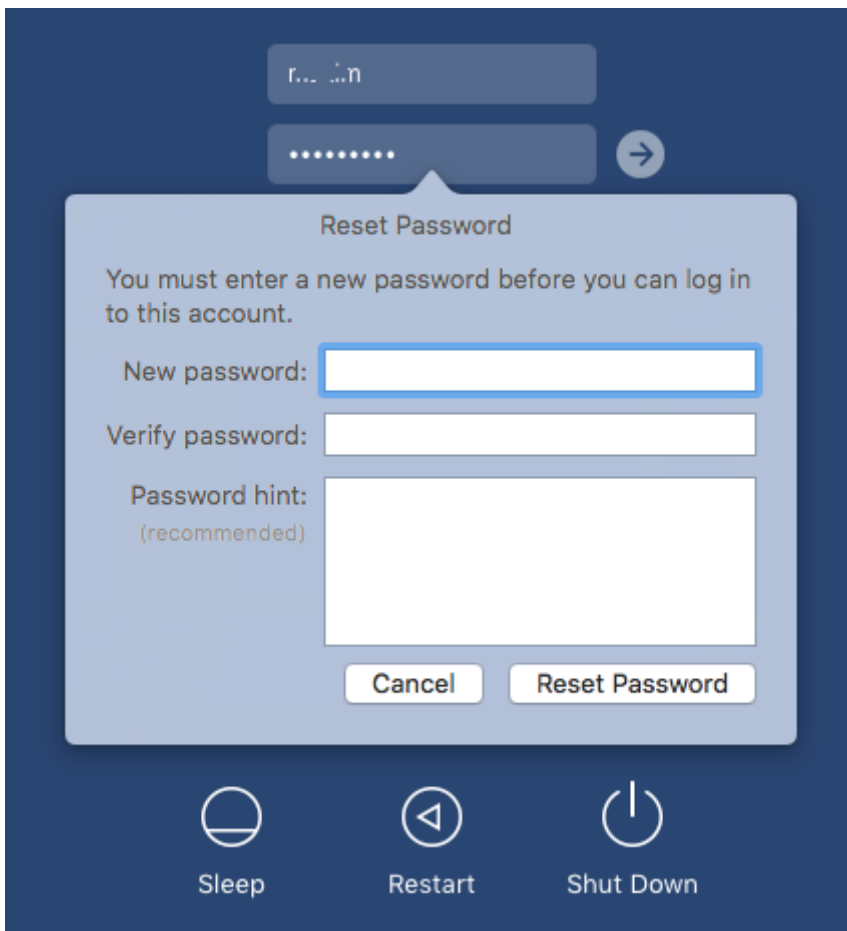 Reset Password
You must enter a new password before you can log in
to this account.
New password:
Verify password:
Password hint:
(recommended)
Cancel Reset Password
Sleep Restart Shut Down